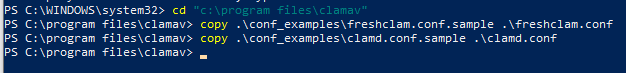 PS C:\WINDOWS\system32> cd "c:\program files\clamav"
PS C:\program files\clamav> copy .\conf_examples\freshclam.conf.sample .\freshclam.conf
PS C:\program files\clamav> copy .\conf_examples\clamd.conf.sample .\clamd.conf
PS C:\program files\clamav>